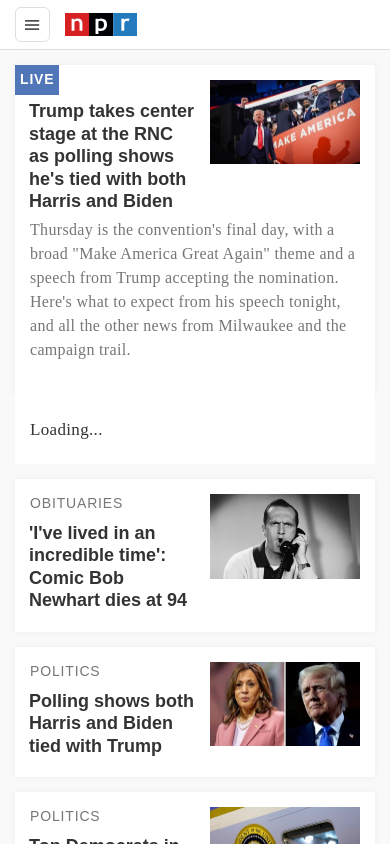 npr
LIVE
Trump takes center
stage at the RNC
as polling shows
he's tied with both
Harris and Biden
MAKE AMERICA
Thursday is the convention's final day, with a
broad "Make America Great Again" theme and a
speech from Trump accepting the nomination.
Here's what to expect from his speech tonight,
and all the other news from Milwaukee and the
campaign trail.
Loading...
OBITUARIES
'I've lived in an
incredible time':
Comic Bob
Newhart dies at 94
POLITICS
Polling shows both
Harris and Biden
tied with Trump
POLITICS
Top Democrats in